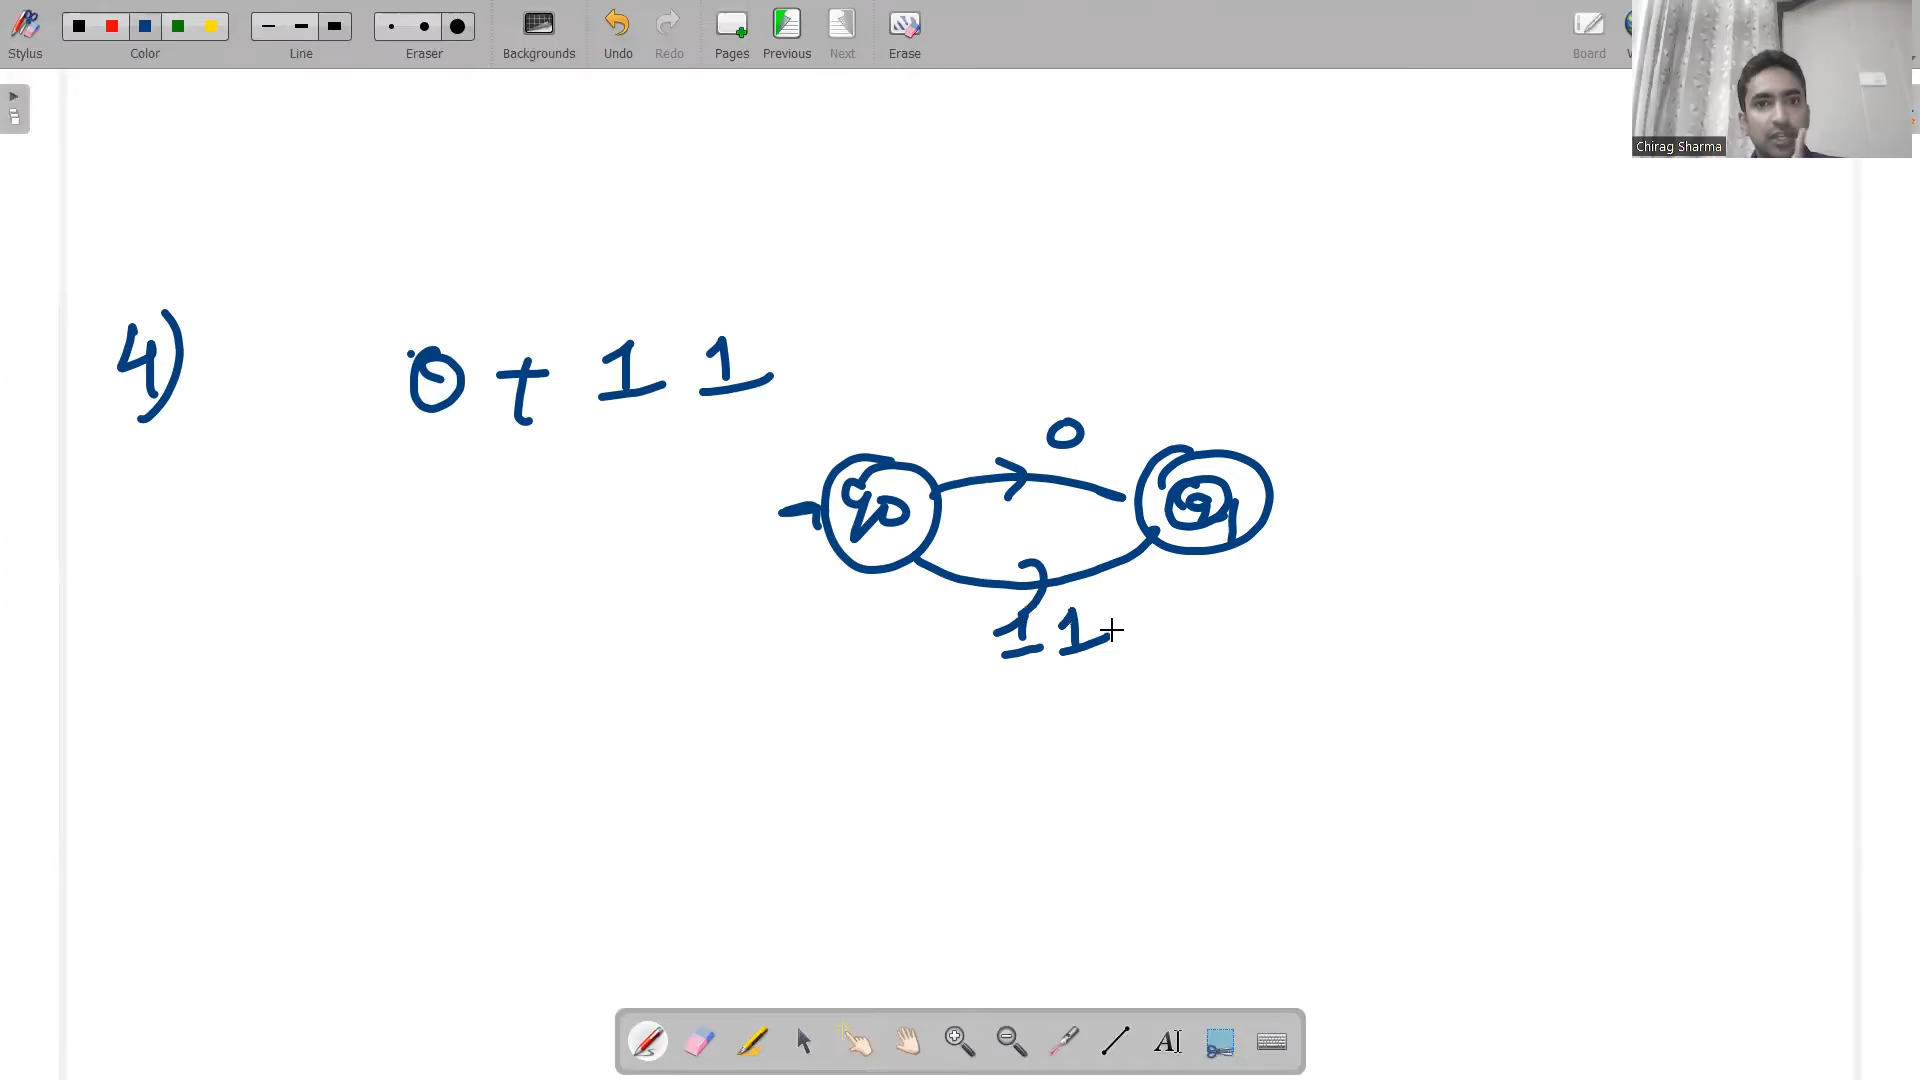 Stylus
Color
Line
Eraser
Backgrounds
Undo
Redo
Pages
Previous
Next
Erase
Board
Chirag Sharma
4) 0 + 1 1
0
q0
q1
1 1